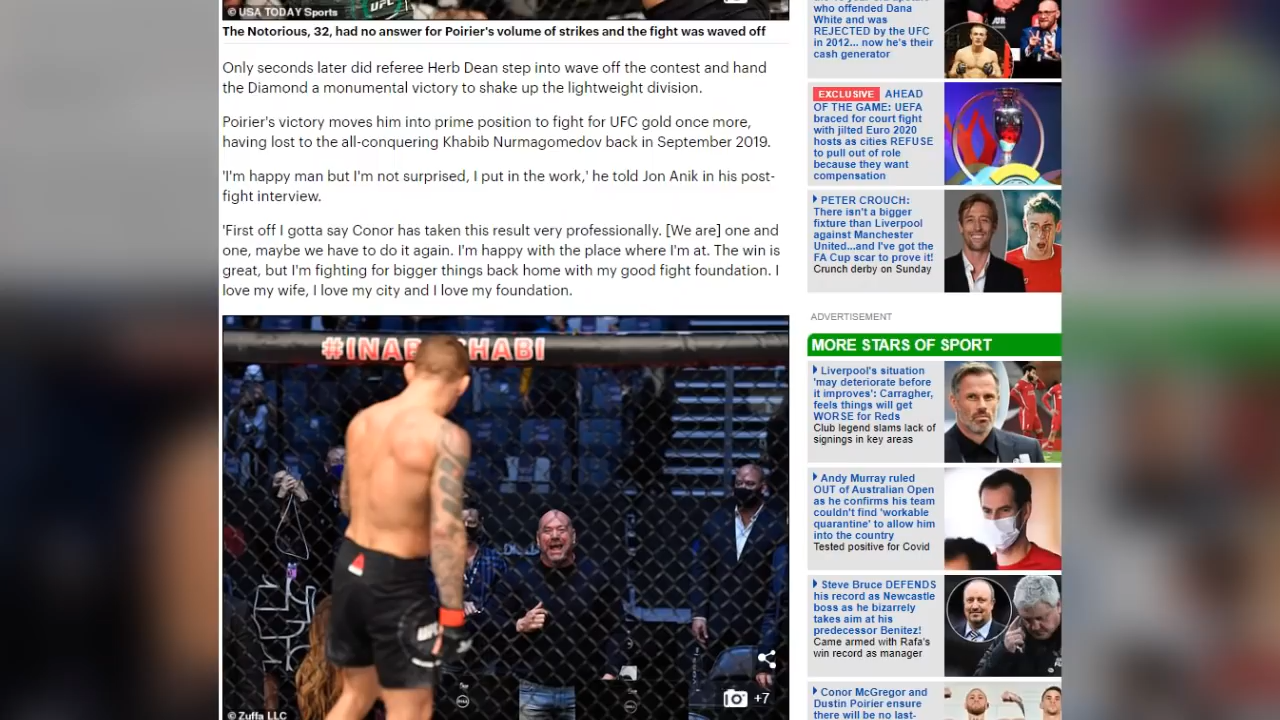 © USA TODAY Sports
The Notorious, 32, had no answer for Poirier's volume of strikes and the fight was waved off
Only seconds later did referee Herb Dean step into wave off the contest and hand
the Diamond a monumental victory to shake up the lightweight division.
Poirier's victory moves him into prime position to fight for UFC gold once more,
having lost to the all-conquering Khabib Nurmagomedov back in September 2019.
'I'm happy man but I'm not surprised, I put in the work,' he told Jon Anik in his post-
fight interview.
'First off I gotta say Conor has taken this result very professionally. [We are] one and
one, maybe we have to do it again. I'm happy with the place where I'm at. The win is
great, but I'm fighting for bigger things back home with my good fight foundation. I
love my wife, I love my city and I love my foundation.
#INAB HABI
UFC
+7
© Zuffa LLC
who offended Dana
White and was
REJECTED by the UFC
in 2012... now he's their
cash generator
EXCLUSIVE AHEAD
OF THE GAME: UEFA
braced for court fight
with jilted Euro 2020
hosts as cities REFUSE
to pull out of role
because they want
compensation
PETER CROUCH:
There isn't a bigger
fixture than Liverpool
against Manchester
United...and I've got the
FA Cup scar to prove it!
Crunch derby on Sunday
ADVERTISEMENT
MORE STARS OF SPORT
Liverpool's situation
'may deteriorate before
it improves': Carragher,
feels things will get
WORSE for Reds
Club legend slams lack of
signings in key areas
Andy Murray ruled
OUT of Australian Open
as he confirms his team
couldn't find 'workable
quarantine' to allow him
into the country
Tested positive for Covid
Steve Bruce DEFENDS
his record as Newcastle
boss as he bizarrely
takes aim at his
predecessor Benitez!
Came armed with Rafa's
win record as manager
Conor McGregor and
Dustin Poirier ensure
there will be no last-